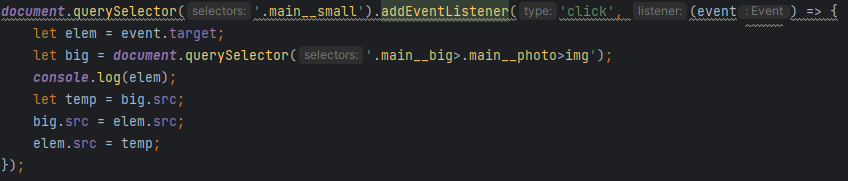 document.querySelector( selectors: '.main__small').addEventListener( type: 'click', listener: (event : Event ) => {
    let elem = event.target;
    let big = document.querySelector( selectors: '.main__big>.main__photo>img');
    console.log(elem);
    let temp = big.src;
    big.src = elem.src;
    elem.src = temp;
});